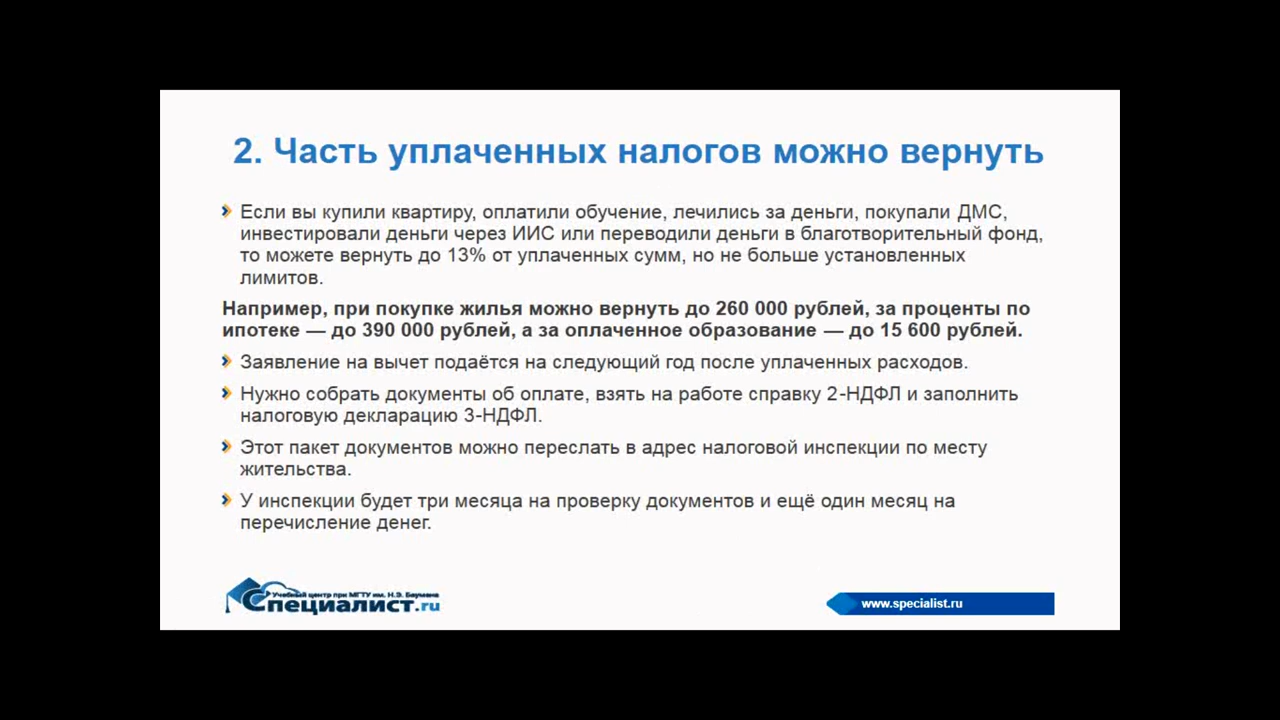 2. Часть уплаченных налогов можно вернуть
Если вы купили квартиру, оплатили обучение, лечились за деньги, покупали ДМС,
инвестировали деньги через ИИС или переводили деньги в благотворительный фонд,
то можете вернуть до 13% от уплаченных сумм, но не больше установленных
лимитов.
Например, при покупке жилья можно вернуть до 260 000 рублей, за проценты по
ипотеке — до 390 000 рублей, а за оплаченное образование — до 15 600 рублей.
Заявление на вычет подаётся на следующий год после уплаченных расходов.
Нужно собрать документы об оплате, взять на работе справку 2-НДФЛ и заполнить
налоговую декларацию 3-НДФЛ.
Этот пакет документов можно переслать в адрес налоговой инспекции по месту
жительства.
У инспекции будет три месяца на проверку документов и ещё один месяц на
перечисление денег.
Учебный центр при МГТУ им. Н.Э. Баумана
Специалист.ru
www.specialist.ru